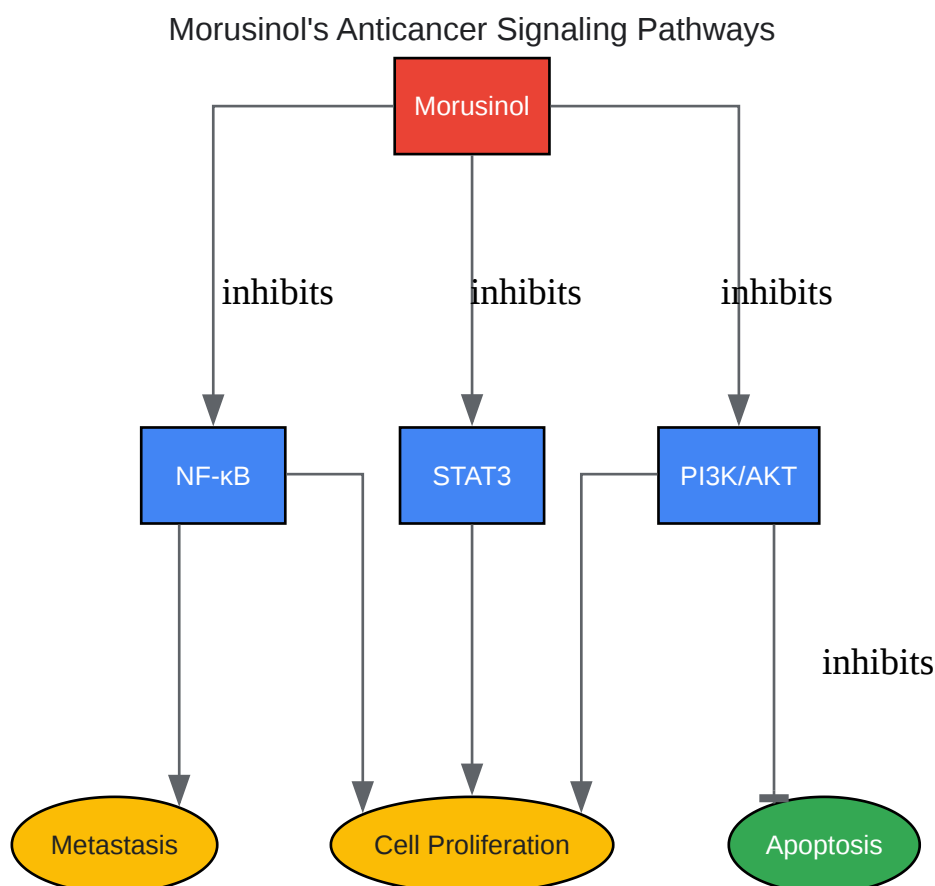 Morusinol's Anticancer Signaling Pathways
Morusinol
inhibits
inhibits
inhibits
NF-κB
STAT3
PI3K/AKT
inhibits
Metastasis
Cell Proliferation
Apoptosis